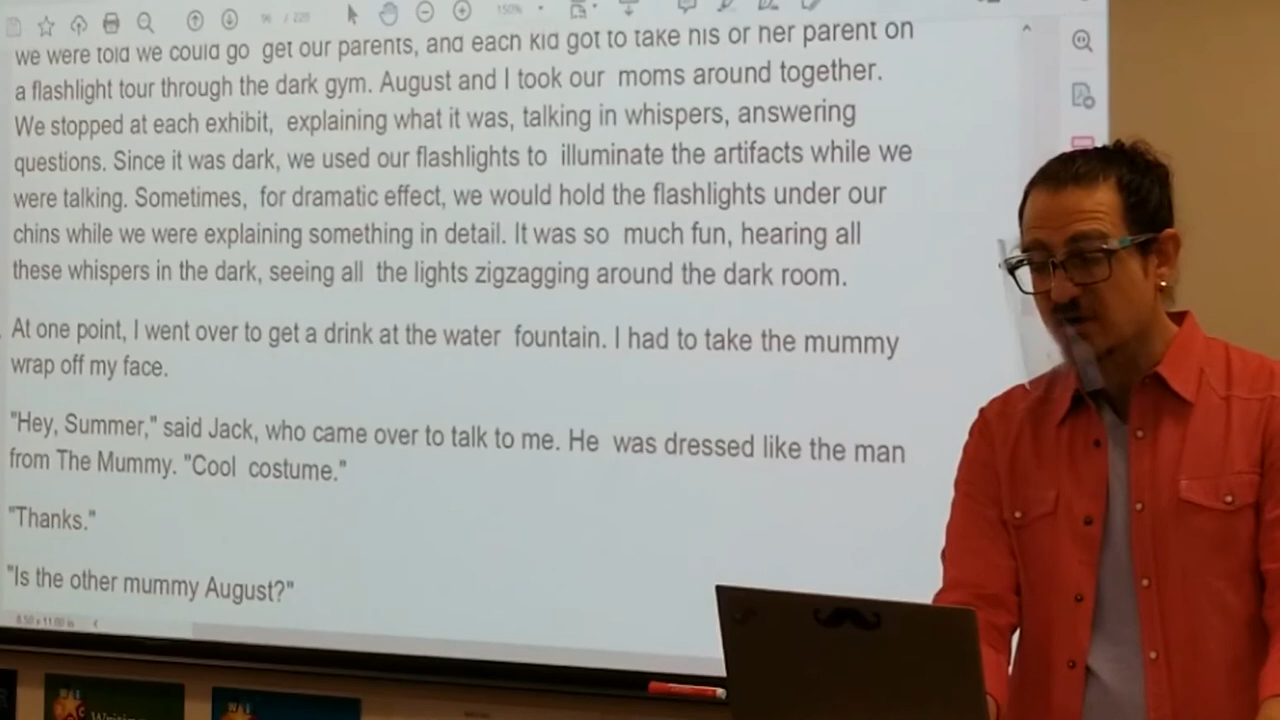 96 / 220
150%
we were told we could go get our parents, and each kid got to take his or her parent on
a flashlight tour through the dark gym. August and I took our moms around together.
We stopped at each exhibit, explaining what it was, talking in whispers, answering
questions. Since it was dark, we used our flashlights to illuminate the artifacts while we
were talking. Sometimes, for dramatic effect, we would hold the flashlights under our
chins while we were explaining something in detail. It was so much fun, hearing all
these whispers in the dark, seeing all the lights zigzagging around the dark room.
At one point, I went over to get a drink at the water fountain. I had to take the mummy
wrap off my face.
"Hey, Summer," said Jack, who came over to talk to me. He was dressed like the man
from The Mummy. "Cool costume."
"Thanks."
"Is the other mummy August?"
8.50 x 11.00 in